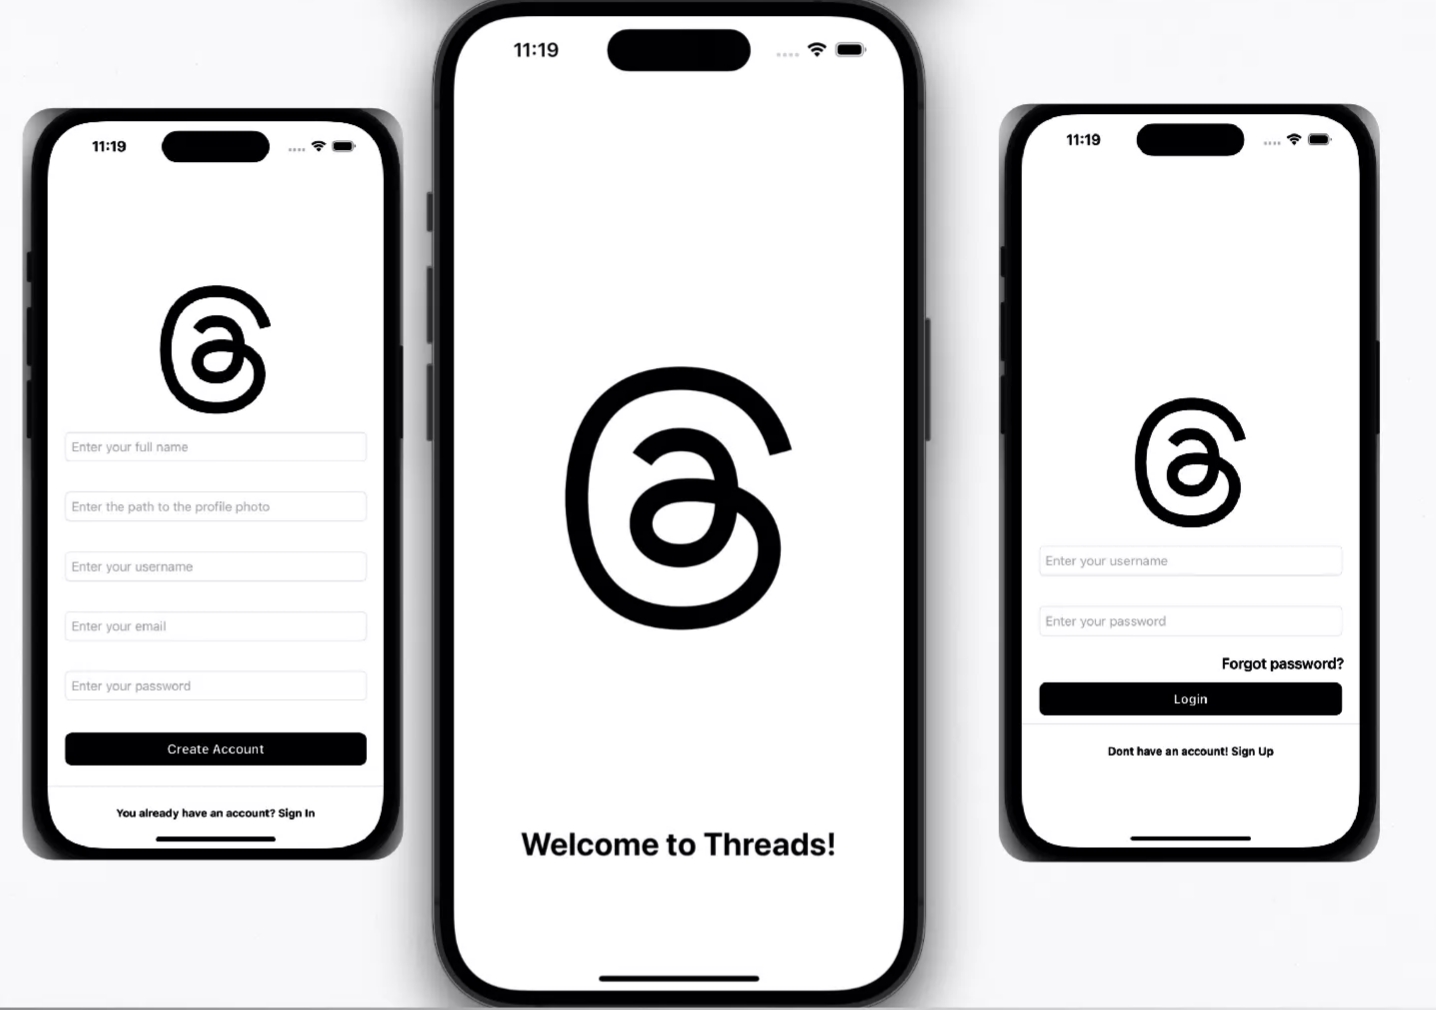 11:19
Enter your full name
Enter the path to the profile photo
Enter your username
Enter your email
Enter your password
Create Account
You already have an account? Sign In
11:19
Welcome to Threads!
11:19
Enter your username
Enter your password
Forgot password?
Login
Dont have an account! Sign Up